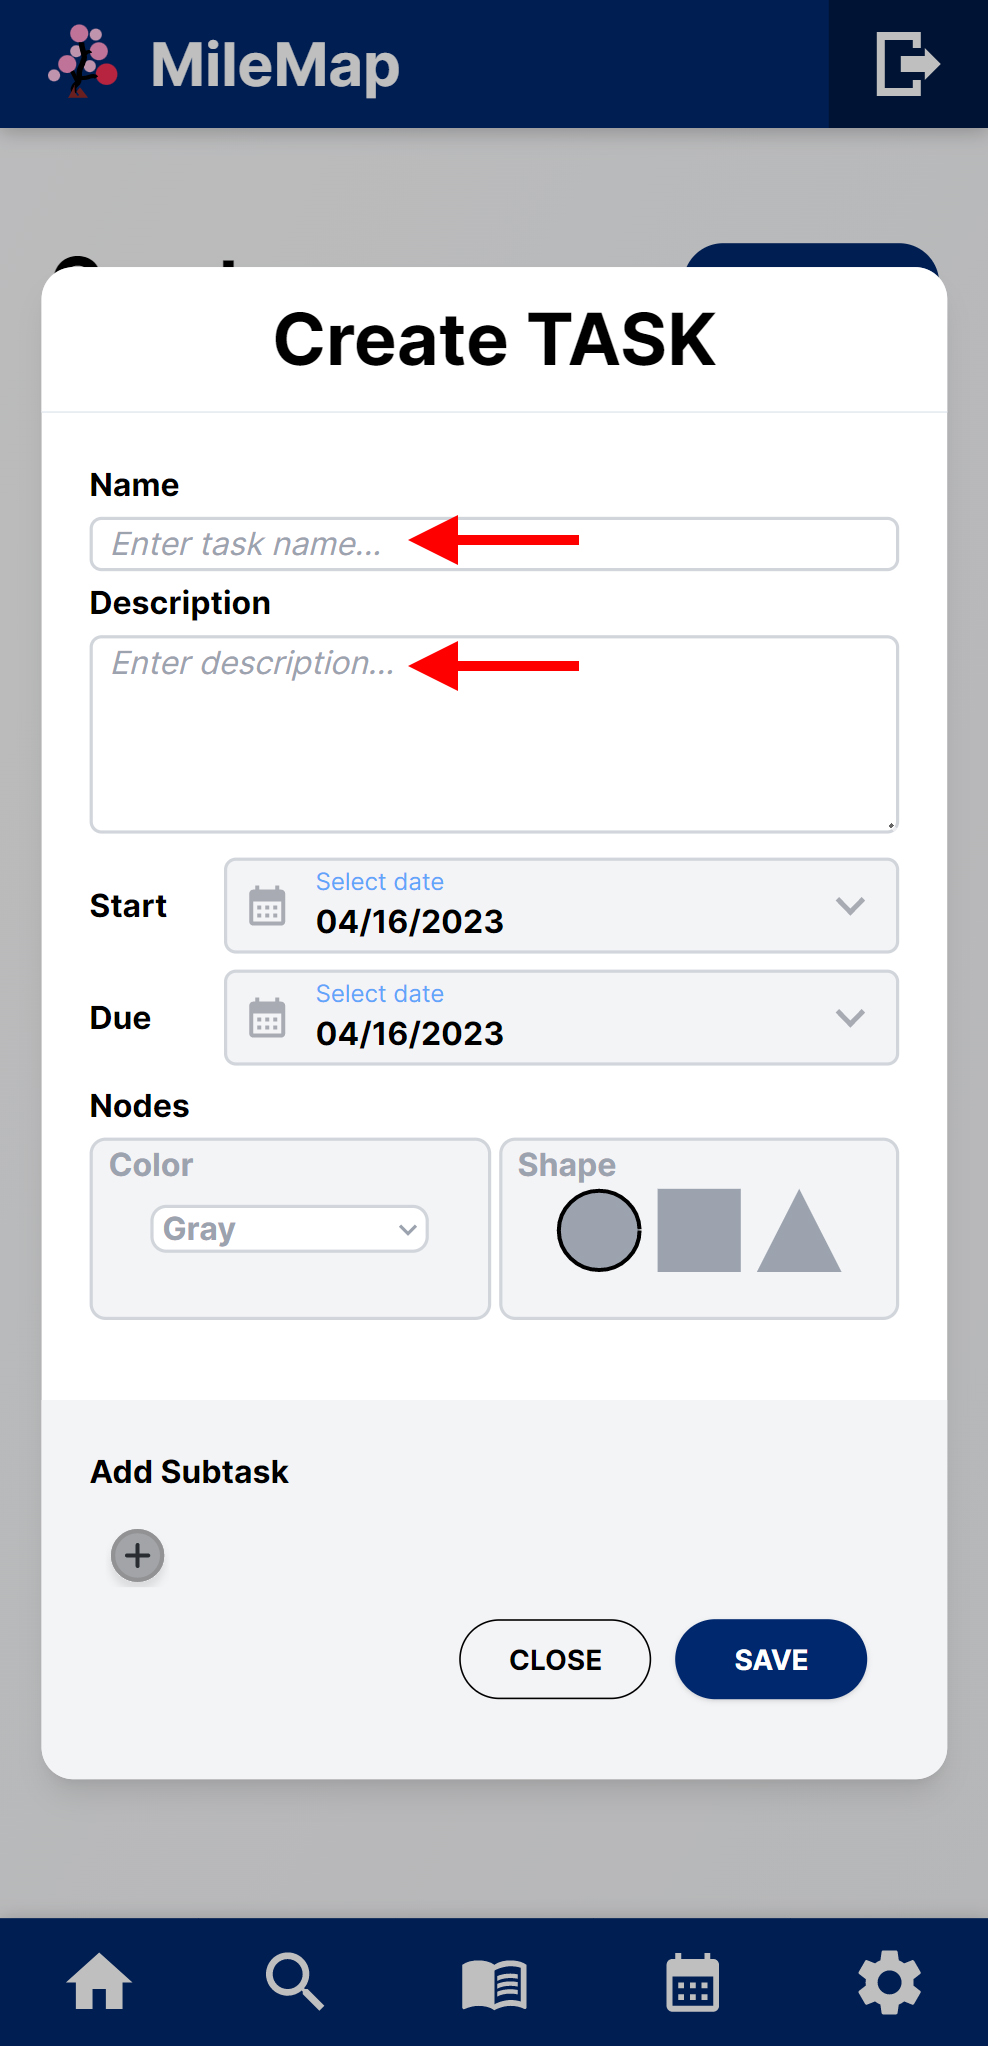 MileMap
Create TASK
Name
Enter task name...
Description
Enter description...
Start
Select date
04/16/2023
Due
Select date
04/16/2023
Nodes
Color
Shape
Gray
Add Subtask
CLOSE
SAVE